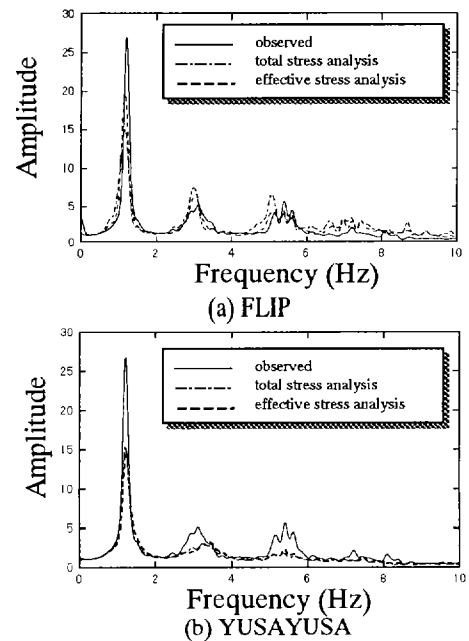 30
25
20
15
10
5
1
0
2
4
6
8
10
Amplitude
observed
total stress analysis
effective stress analysis
Frequency (Hz)
(a) FLIP
30
25
20
15
10
5
0
0
2
4
6
8
10
Amplitude
observed
total stress analysis
effective stress analysis
Frequency (Hz)
(b) YUSAYUSA